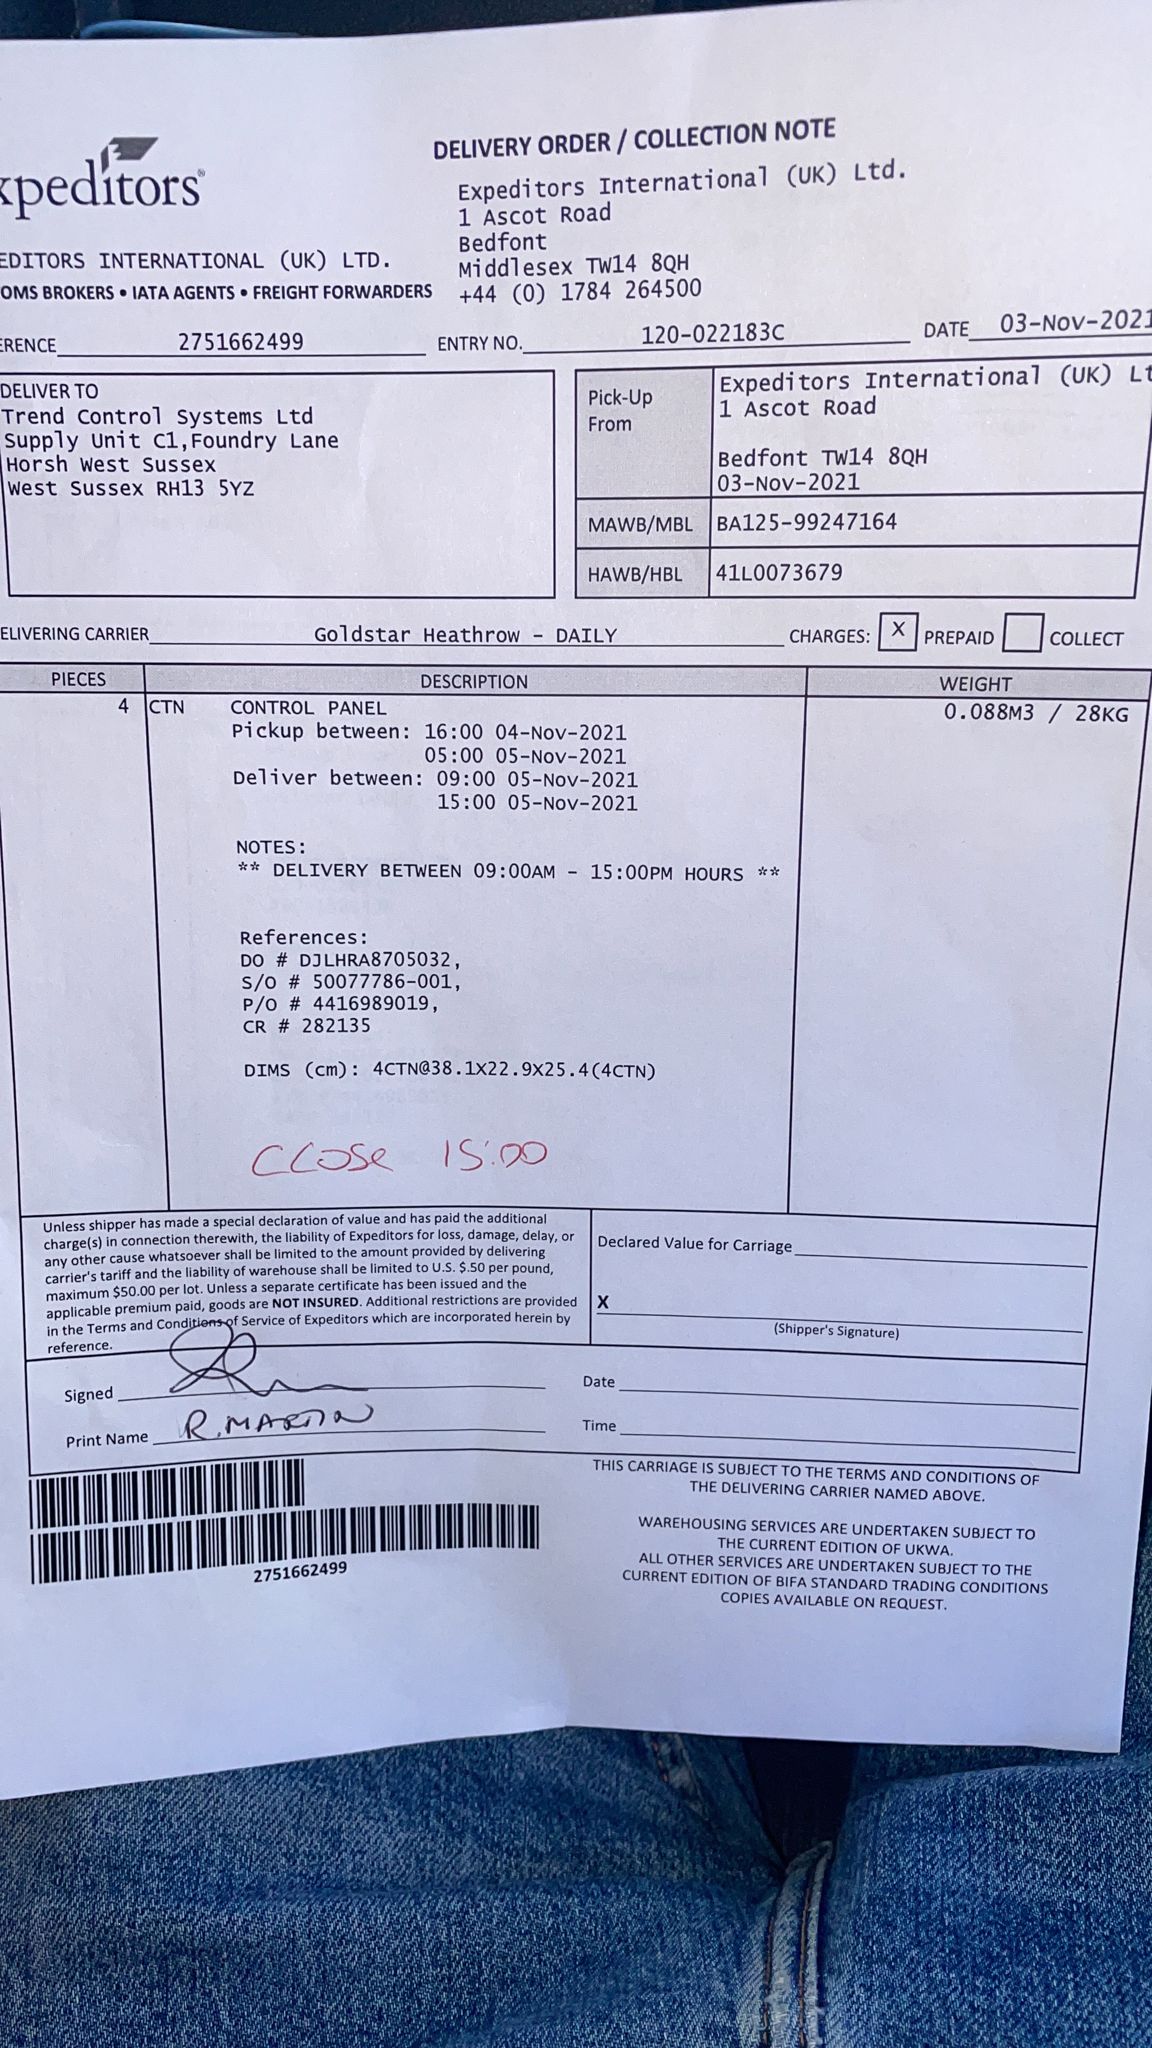 DELIVERY ORDER / COLLECTION NOTE
xpeditors®
Expeditors International (UK) Ltd.
1 Ascot Road
Bedfont
Middlesex TW14 8QH
+44 (0) 1784 264500
EDITORS INTERNATIONAL (UK) LTD.
OMS BROKERS • IATA AGENTS • FREIGHT FORWARDERS
ERENCE 2751662499 ENTRY NO. 120-022183C DATE 03-Nov-2021
DELIVER TO
Trend Control Systems Ltd
Supply Unit C1,Foundry Lane
Horsh West Sussex
West Sussex RH13 5YZ
Pick-Up From
Expeditors International (UK) Lt
1 Ascot Road
Bedfont TW14 8QH
03-Nov-2021
MAWB/MBL BA125-99247164
HAWB/HBL 41L0073679
ELIVERING CARRIER Goldstar Heathrow - DAILY CHARGES: X PREPAID COLLECT
PIECES DESCRIPTION WEIGHT
4 CTN CONTROL PANEL 0.088M3 / 28KG
Pickup between: 16:00 04-Nov-2021
05:00 05-Nov-2021
Deliver between: 09:00 05-Nov-2021
15:00 05-Nov-2021
NOTES:
** DELIVERY BETWEEN 09:00AM - 15:00PM HOURS **
References:
DO # DJLHRA8705032,
S/O # 50077786-001,
P/O # 4416989019,
CR # 282135
DIMS (cm): 4CTN@38.1X22.9X25.4(4CTN)
CLOSE 15:00
Unless shipper has made a special declaration of value and has paid the additional
charge(s) in connection therewith, the liability of Expeditors for loss, damage, delay, or
any other cause whatsoever shall be limited to the amount provided by delivering
carrier's tariff and the liability of warehouse shall be limited to U.S. $.50 per pound,
maximum $50.00 per lot. Unless a separate certificate has been issued and the
applicable premium paid, goods are NOT INSURED. Additional restrictions are provided
in the Terms and Conditions of Service of Expeditors which are incorporated herein by
reference.
Declared Value for Carriage
X
(Shipper's Signature)
Signed
Date
Print Name R. MARTIN
Time
2751662499
THIS CARRIAGE IS SUBJECT TO THE TERMS AND CONDITIONS OF
THE DELIVERING CARRIER NAMED ABOVE.
WAREHOUSING SERVICES ARE UNDERTAKEN SUBJECT TO
THE CURRENT EDITION OF UKWA.
ALL OTHER SERVICES ARE UNDERTAKEN SUBJECT TO THE
CURRENT EDITION OF BIFA STANDARD TRADING CONDITIONS
COPIES AVAILABLE ON REQUEST.